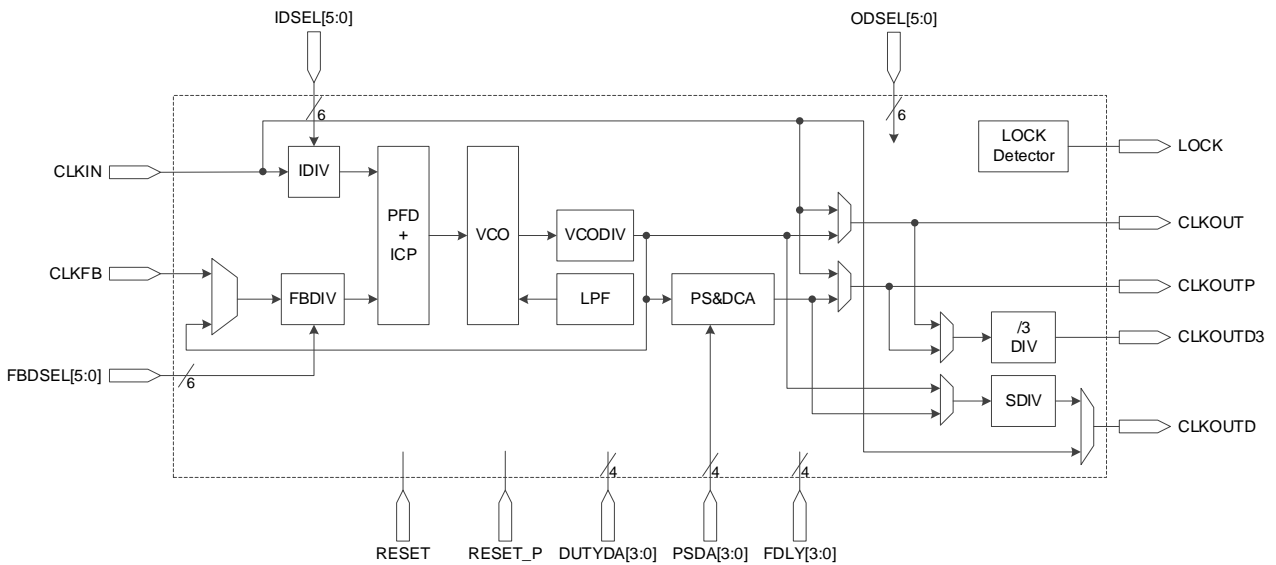 IDSEL[5:0]
ODSEL[5:0]
6
6
LOCK
Detector
LOCK
CLKIN
IDIV
PFD
+
ICP
VCO
VCODIV
CLKOUT
CLKFB
FBDIV
LPF
PS&DCA
CLKOUTP
/3
DIV
CLKOUTD3
FBDSEL[5:0]
6
SDIV
CLKOUTD
4
4
4
RESET
RESET_P
DUTYDA[3:0]
PSDA[3:0]
FDLY[3:0]